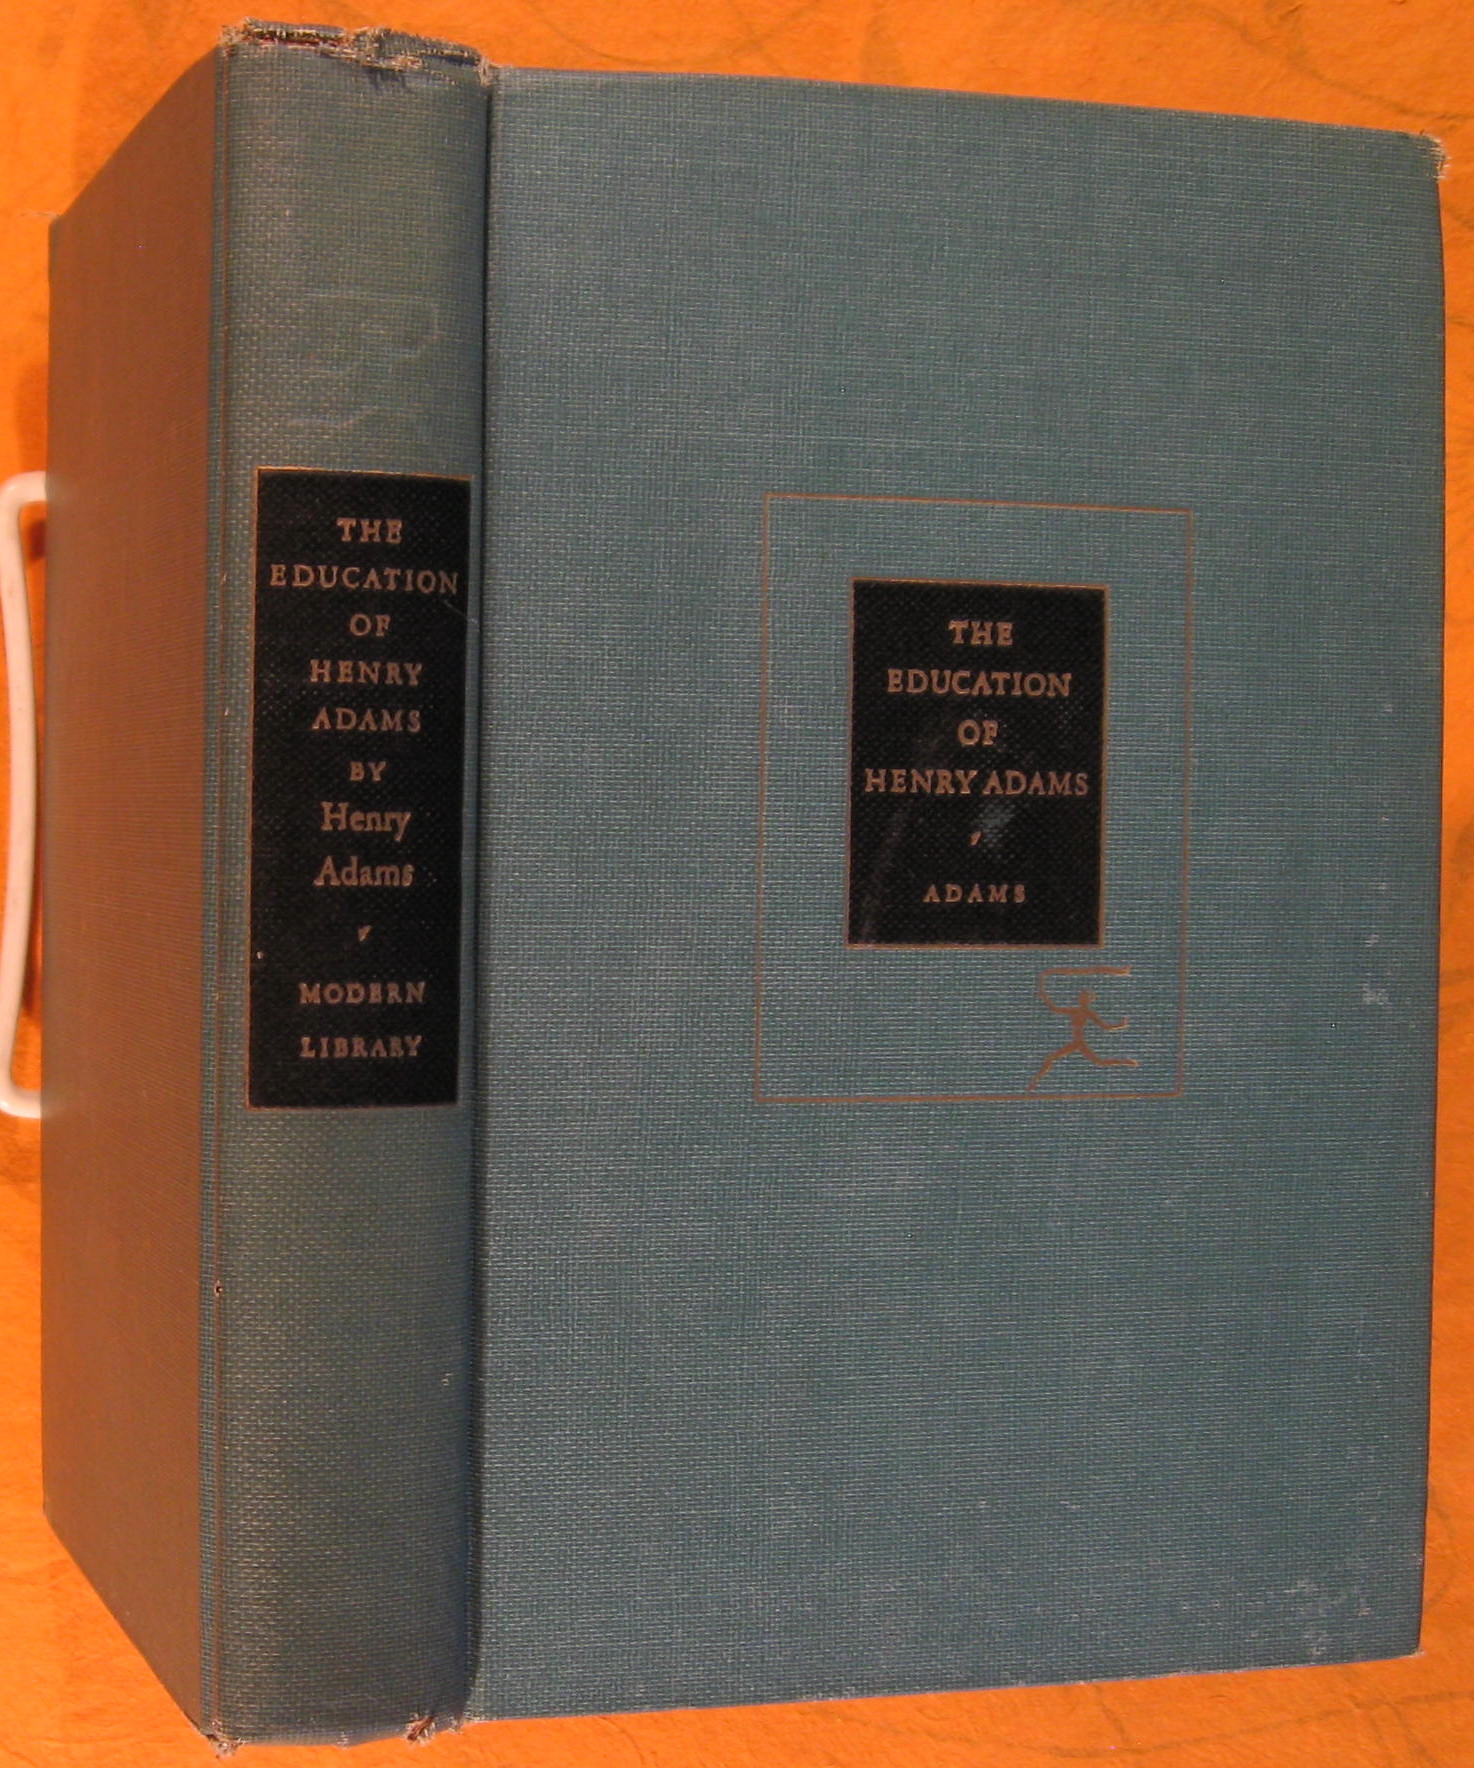 THE
EDUCATION
OF
HENRY
ADAMS
BY
Henry
Adams
MODERN
LIBRARY
THE
EDUCATION
OF
HENRY ADAMS
ADAMS